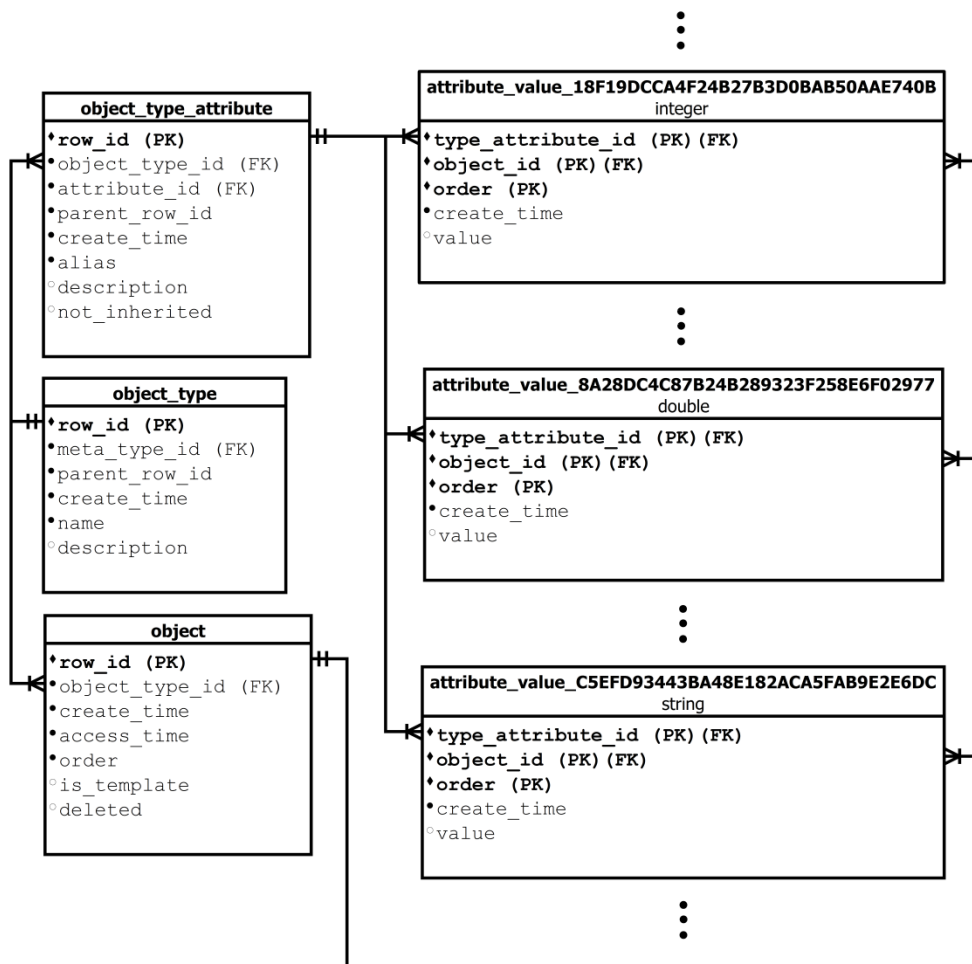 object_type_attribute
row_id (PK)
object_type_id (FK)
attribute_id (FK)
parent_row_id
create_time
alias
description
not_inherited
object_type
row_id (PK)
meta_type_id (FK)
parent_row_id
create_time
name
description
object
row_id (PK)
object_type_id (FK)
create_time
access_time
order
is_template
deleted
attribute_value_18F19DCCA4F24B27B3D0BAB50AAE740B
integer
type_attribute_id (PK)(FK)
object_id (PK)(FK)
order (PK)
create_time
value
attribute_value_8A28DC4C87B24B289323F258E6F02977
double
type_attribute_id (PK)(FK)
object_id (PK)(FK)
order (PK)
create_time
value
attribute_value_C5EFD93443BA48E182ACA5FAB9E2E6DC
string
type_attribute_id (PK)(FK)
object_id (PK)(FK)
order (PK)
create_time
value